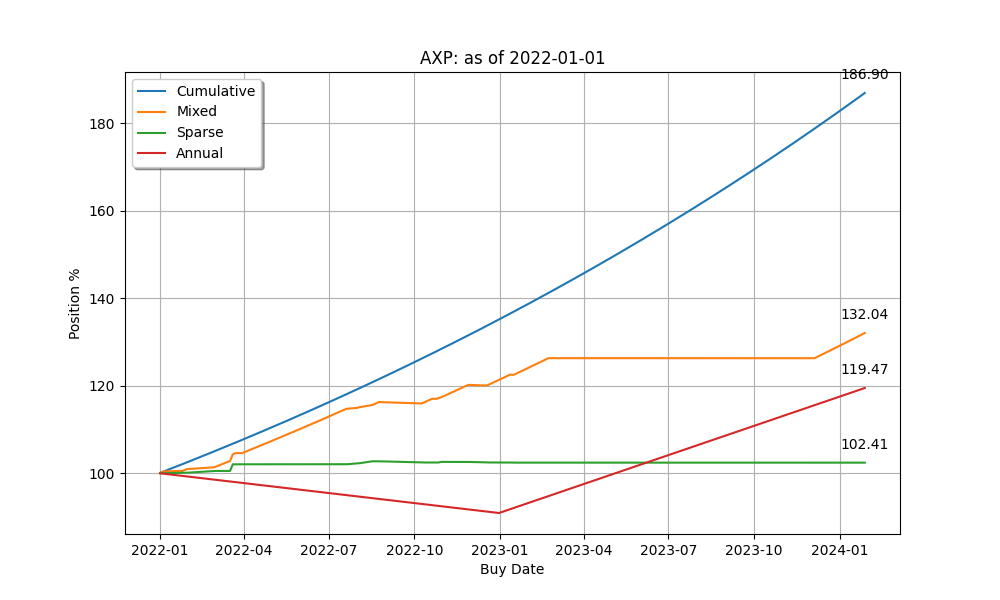 AXP: as of 2022-01-01
186.90
Cumulative
Mixed
Sparse
Annual
180
160
140
120
100
Position %
132.04
119.47
102.41
2022-01 2022-04 2022-07 2022-10 2023-01 2023-04 2023-07 2023-10 2024-01
Buy Date